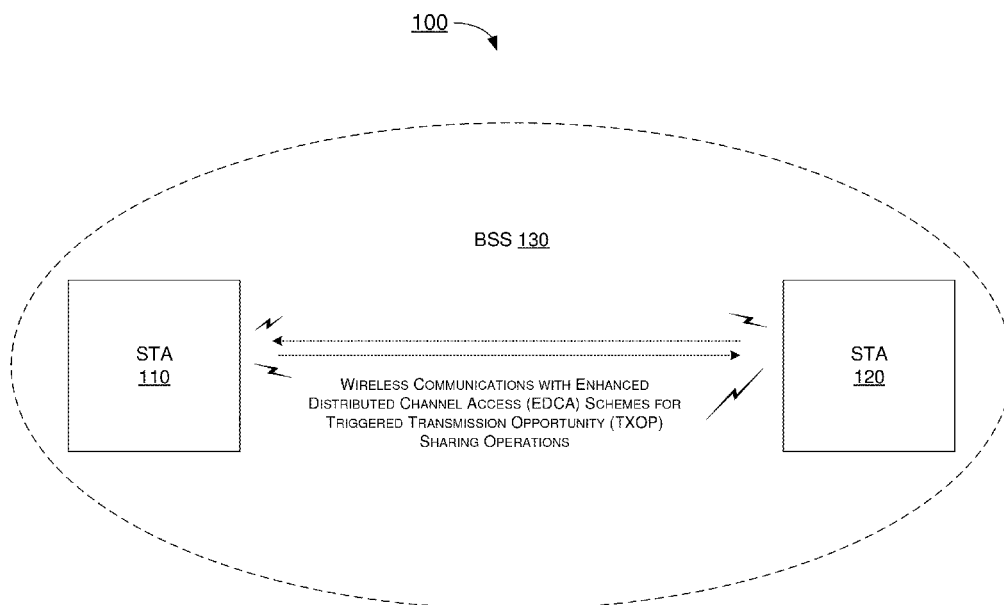 100
BSS 130
STA
110
STA
120
WIRELESS COMMUNICATIONS WITH ENHANCED
DISTRIBUTED CHANNEL ACCESS (EDCA) SCHEMES FOR
TRIGGERED TRANSMISSION OPPORTUNITY (TXOP)
SHARING OPERATIONS